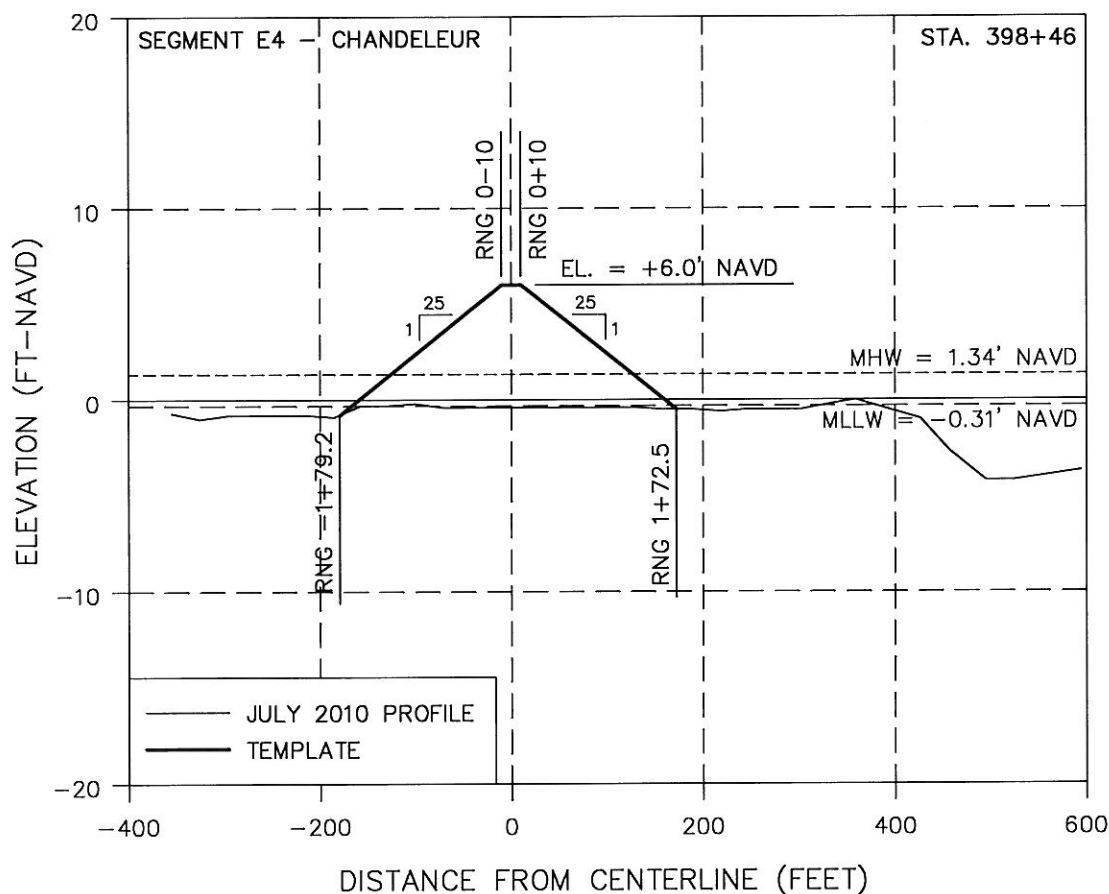 SEGMENT E4 – CHANDELEUR
STA. 398+46
20
10
0
-10
-20
ELEVATION (FT-NAVD)
RNG 0-10
RNG 0+10
EL. = +6.0' NAVD
25
1
25
1
MHW = 1.34' NAVD
MLLW = -0.31' NAVD
RNG -1+79.2
RNG 1+72.5
JULY 2010 PROFILE
TEMPLATE
-400
-200
0
200
400
600
DISTANCE FROM CENTERLINE (FEET)